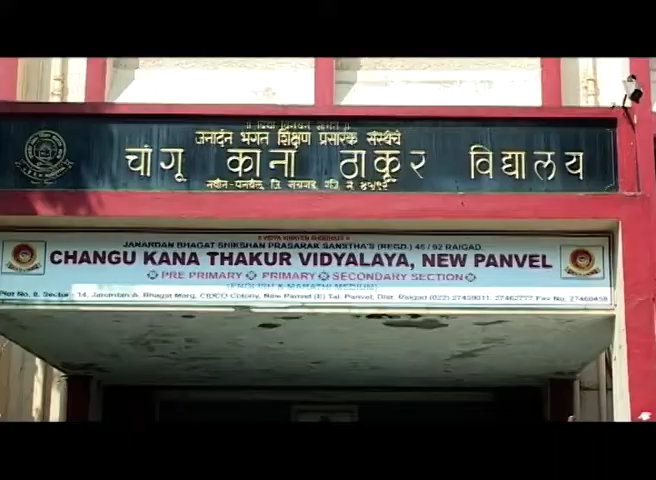 जनार्दन भगत शिक्षण प्रसारक संस्थेचे
चांगू काना ठाकूर विद्यालय
JANARDAN BHAGAT SHIKSHAN PRASARAK SANSTHA'S (REGD.) 45 / 92 RAIGAD
CHANGU KANA THAKUR VIDYALAYA, NEW PANVEL
PRE PRIMARY PRIMARY SECONDARY SECTION
(ENGLISH & MARATHI MEDIUM)
Plot No. 8, Sector - 14, Janardan A. Bhagat Marg, CIDCO Colony, New Panvel (E) Tal. Panvel, Dist. Raigad (022) 27459011, 27462777 Fax No. 27469458